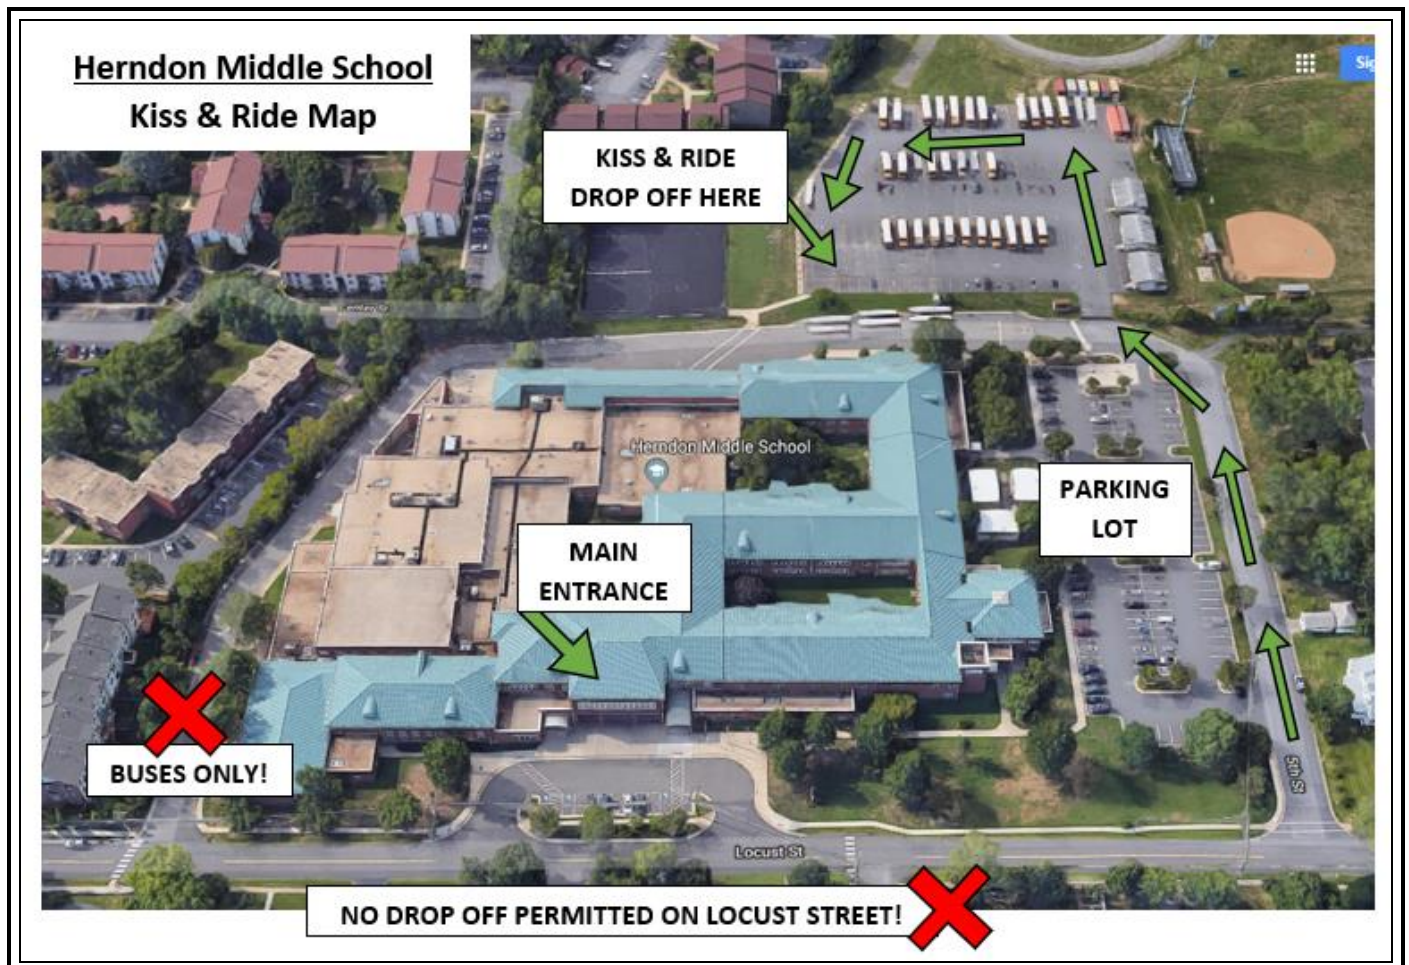 Herndon Middle School
Kiss & Ride Map
Sig
KISS & RIDE
DROP OFF HERE
Herndon Middle School
PARKING
LOT
MAIN
ENTRANCE
BUSES ONLY!
5th St
Locust St
NO DROP OFF PERMITTED ON LOCUST STREET!